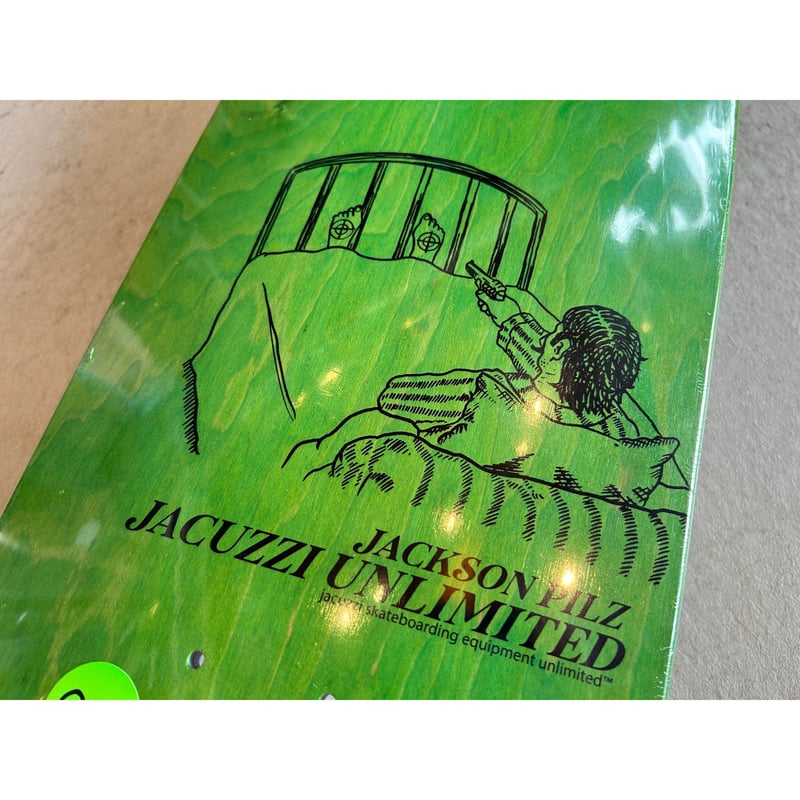 JACKSON PILZ
JACUZZI UNLIMITED
jacuzzi skateboarding equipment unlimited™